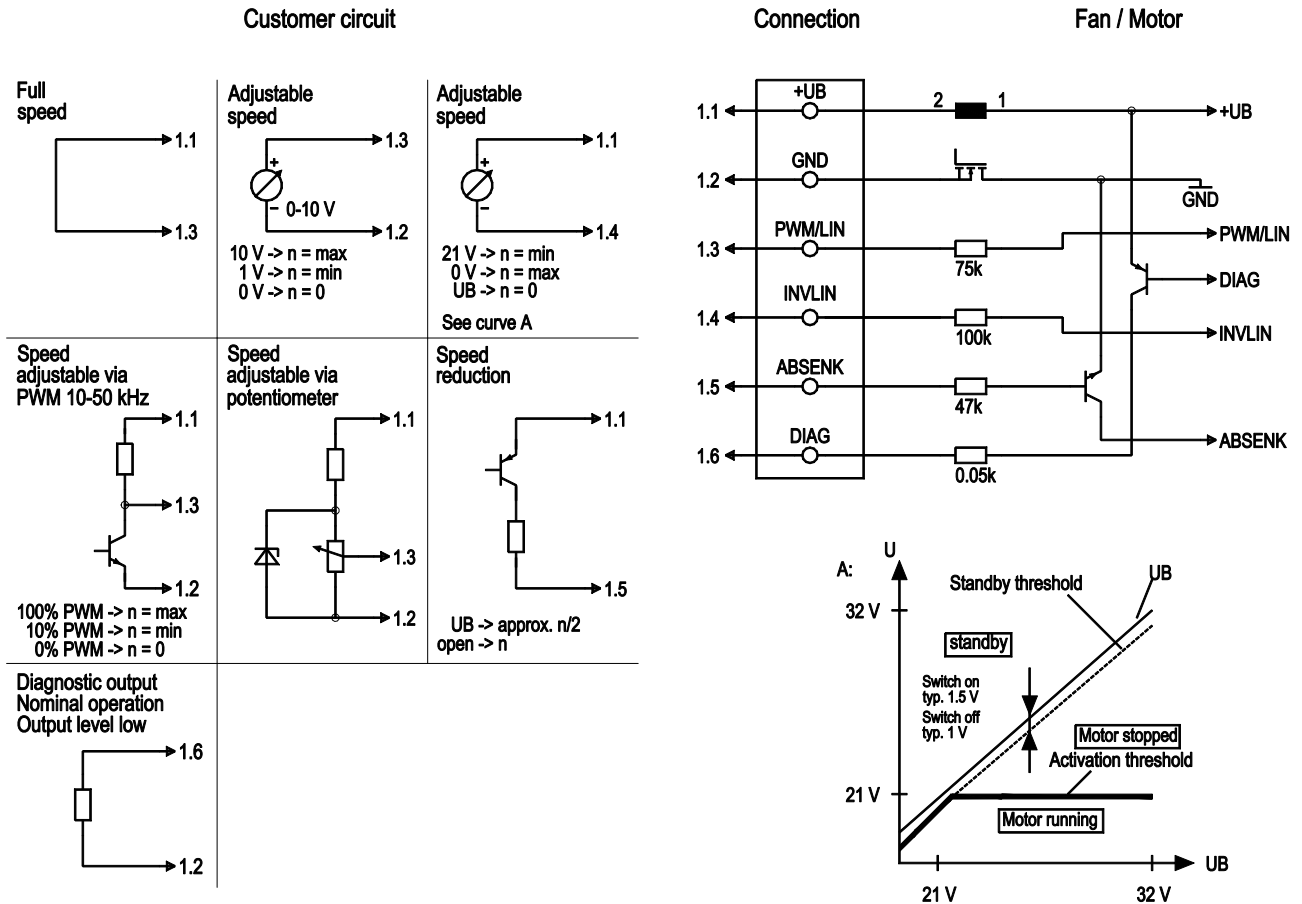 Customer circuit
Connection
Fan / Motor
Full
speed
1.1
1.3
Adjustable
speed
1.3
+
−
0-10 V
1.2
10 V -> n = max
1 V -> n = min
0 V -> n = 0
Adjustable
speed
1.1
+
−
1.4
21 V -> n = min
0 V -> n = max
UB -> n = 0
See curve A
Speed
adjustable via
PWM 10-50 kHz
1.1
1.3
1.2
100% PWM -> n = max
10% PWM -> n = min
0% PWM -> n = 0
Speed
adjustable via
potentiometer
1.1
1.3
1.2
Speed
reduction
1.1
1.5
UB -> approx. n/2
open -> n
Diagnostic output
Nominal operation
Output level low
1.6
1.2
1.1
+UB
2
1
+UB
1.2
GND
GND
1.3
PWM/LIN
75k
PWM/LIN
DIAG
1.4
INVLIN
100k
INVLIN
1.5
ABSENK
47k
ABSENK
1.6
DIAG
0.05k
A:
U
32 V
21 V
Standby threshold
UB
standby
Switch on
typ. 1.5 V
Switch off
typ. 1 V
Motor stopped
Activation threshold
Motor running
UB
21 V
32 V